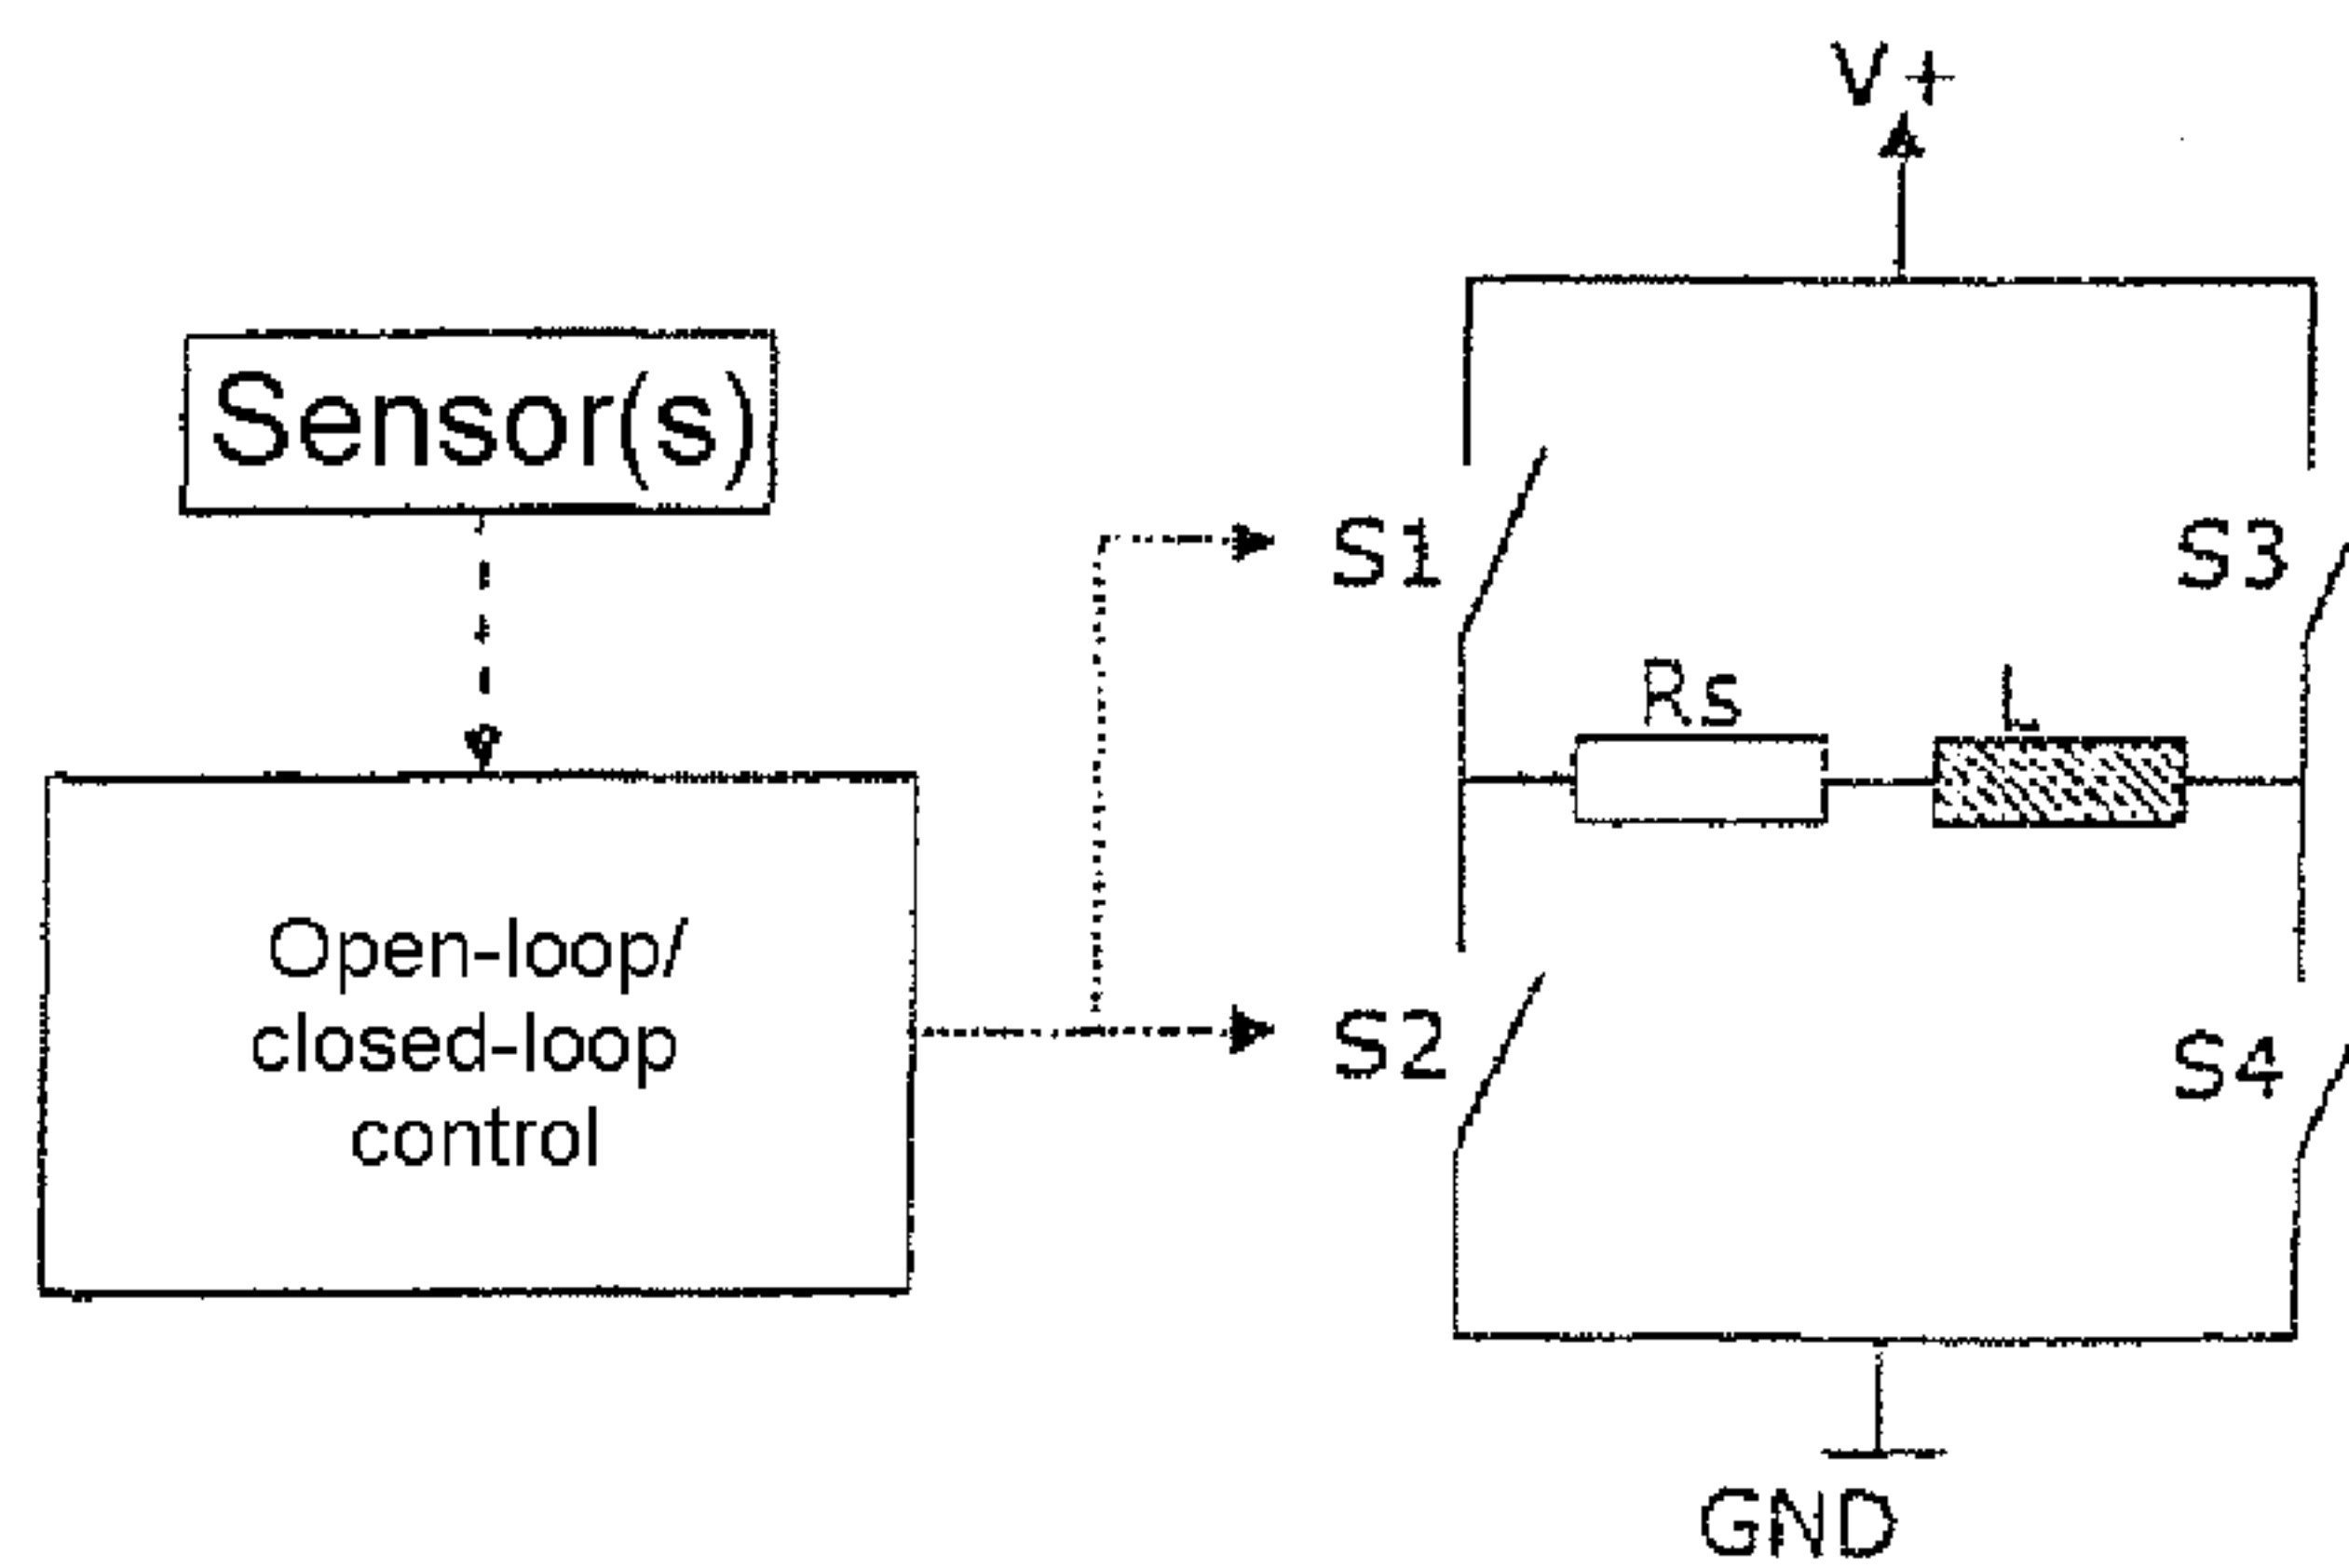 V+
Sensor(s)
S1
S3
Rs
L
Open-loop/
closed-loop
control
S2
S4
GND